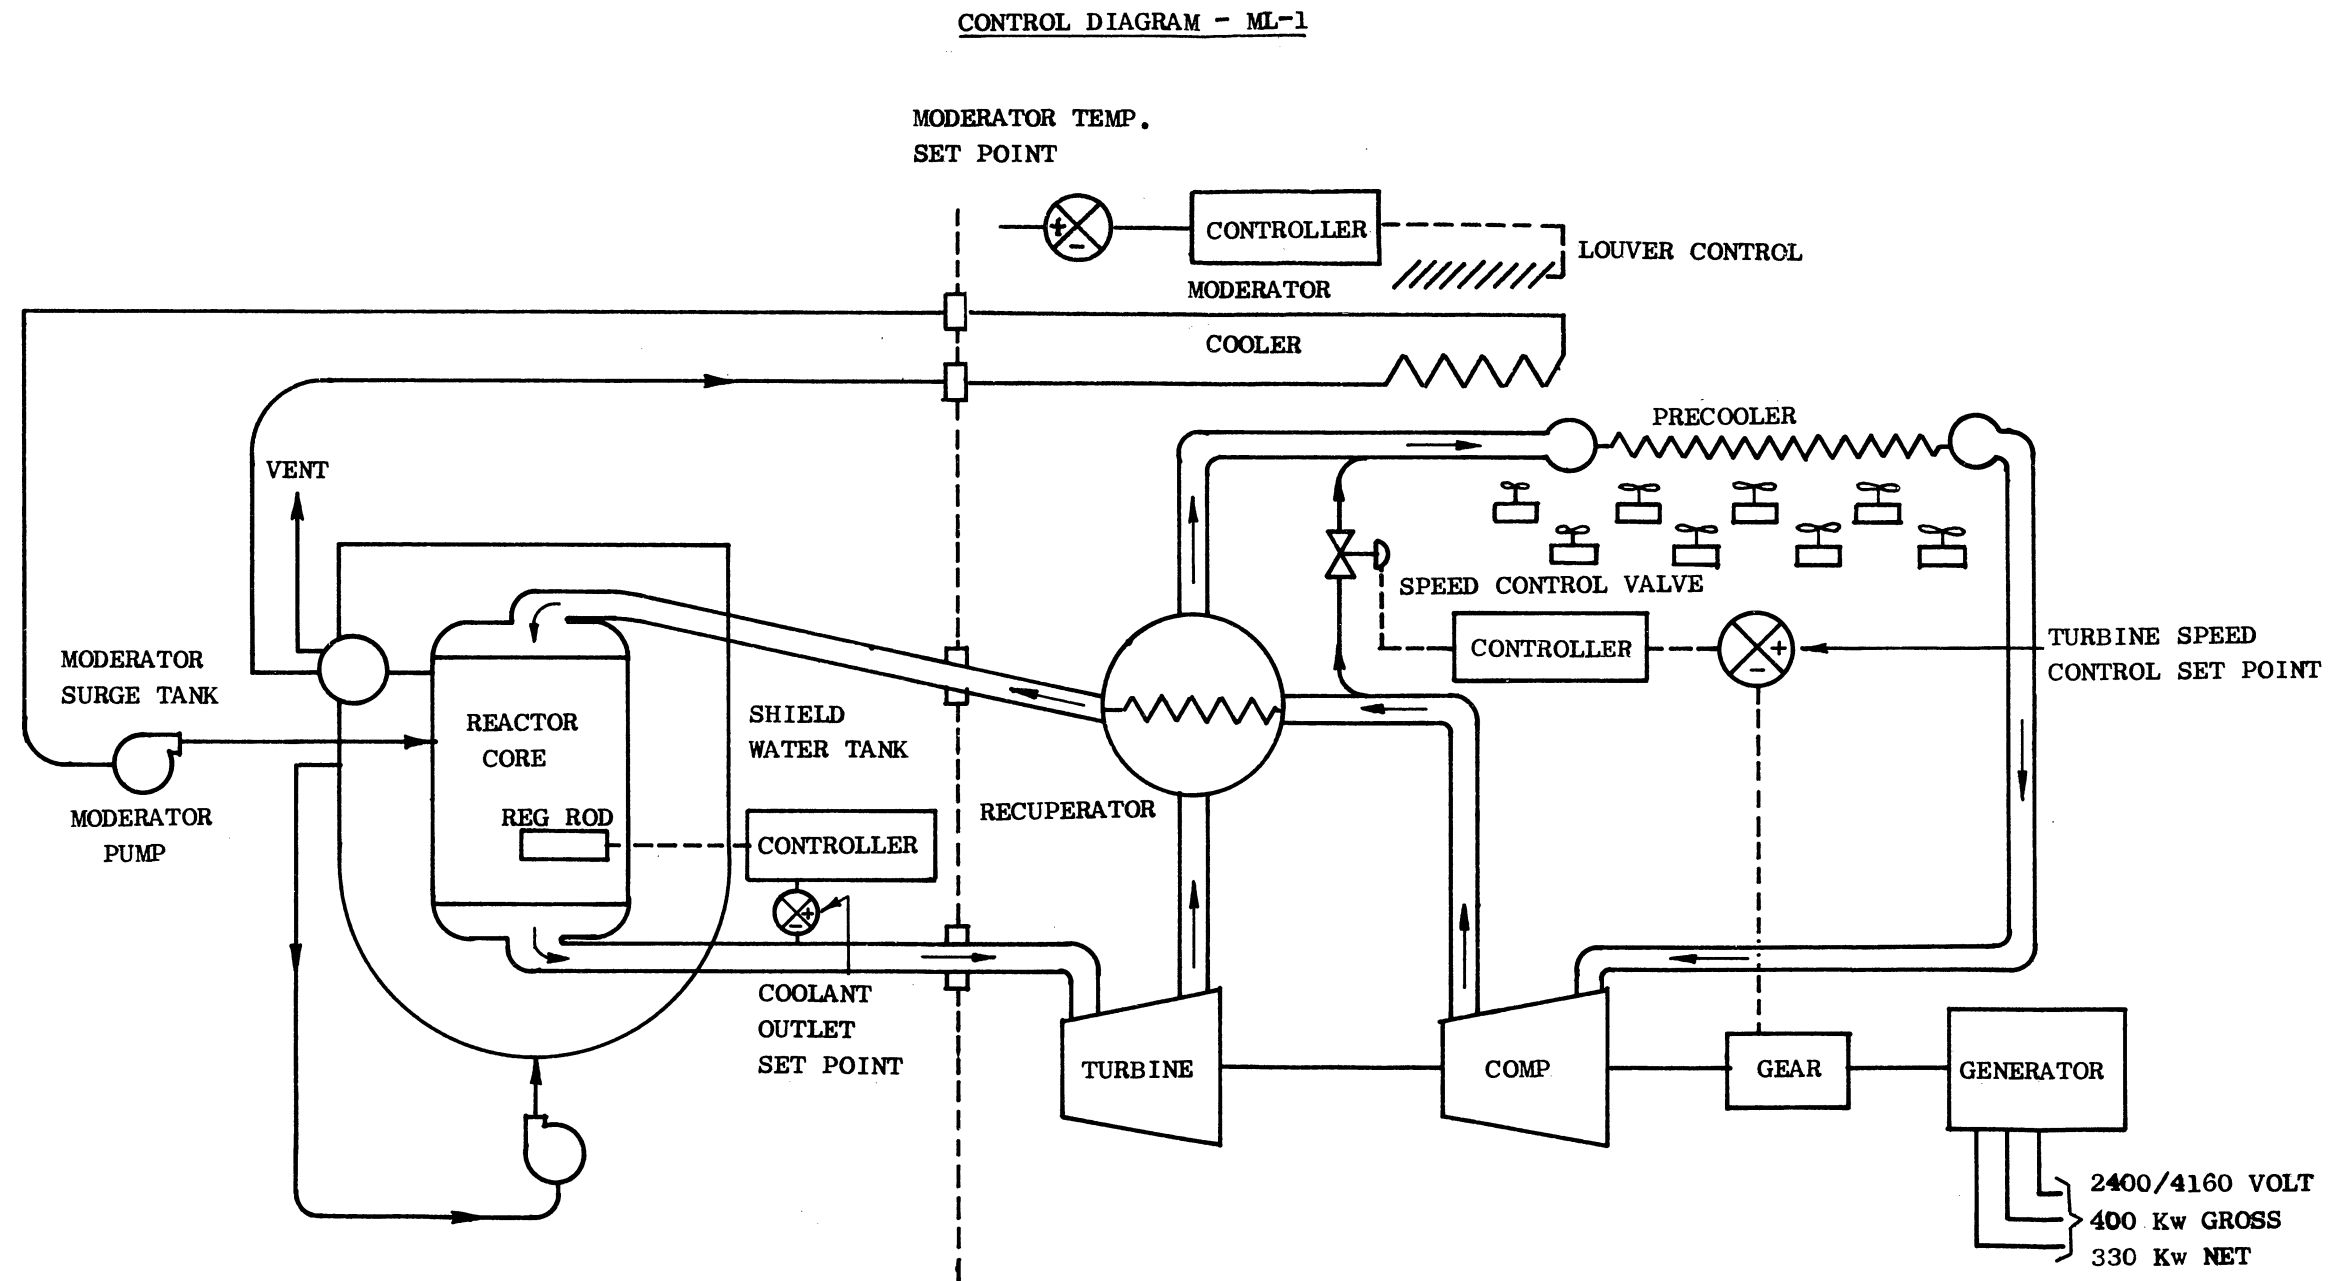 CONTROL DIAGRAM - ML-1
MODERATOR TEMP.
SET POINT
+
-
CONTROLLER
LOUVER CONTROL
MODERATOR
COOLER
PRECOOLER
VENT
SPEED CONTROL VALVE
CONTROLLER
+
-
TURBINE SPEED
CONTROL SET POINT
MODERATOR
SURGE TANK
REACTOR
CORE
SHIELD
WATER TANK
RECUPERATOR
MODERATOR
PUMP
REG ROD
CONTROLLER
+
-
COOLANT
OUTLET
SET POINT
TURBINE
COMP
GEAR
GENERATOR
2400/4160 VOLT
400 Kw GROSS
330 Kw NET